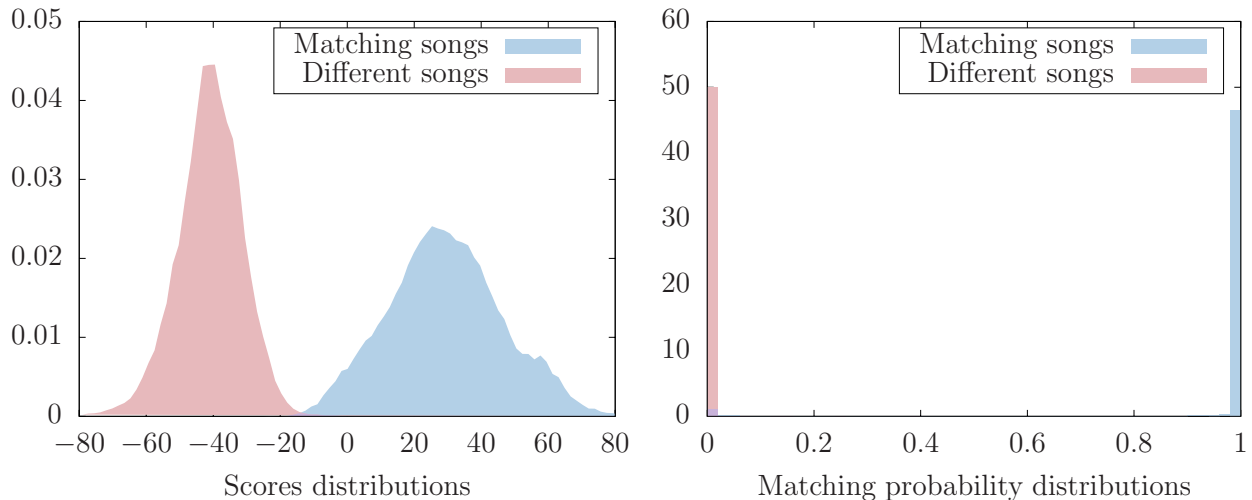 0.05
0.04
0.03
0.02
0.01
0
−80 −60 −40 −20 0 20 40 60 80
Scores distributions
Matching songs
Different songs
60
50
40
30
20
10
0
0 0.2 0.4 0.6 0.8 1
Matching probability distributions
Matching songs
Different songs